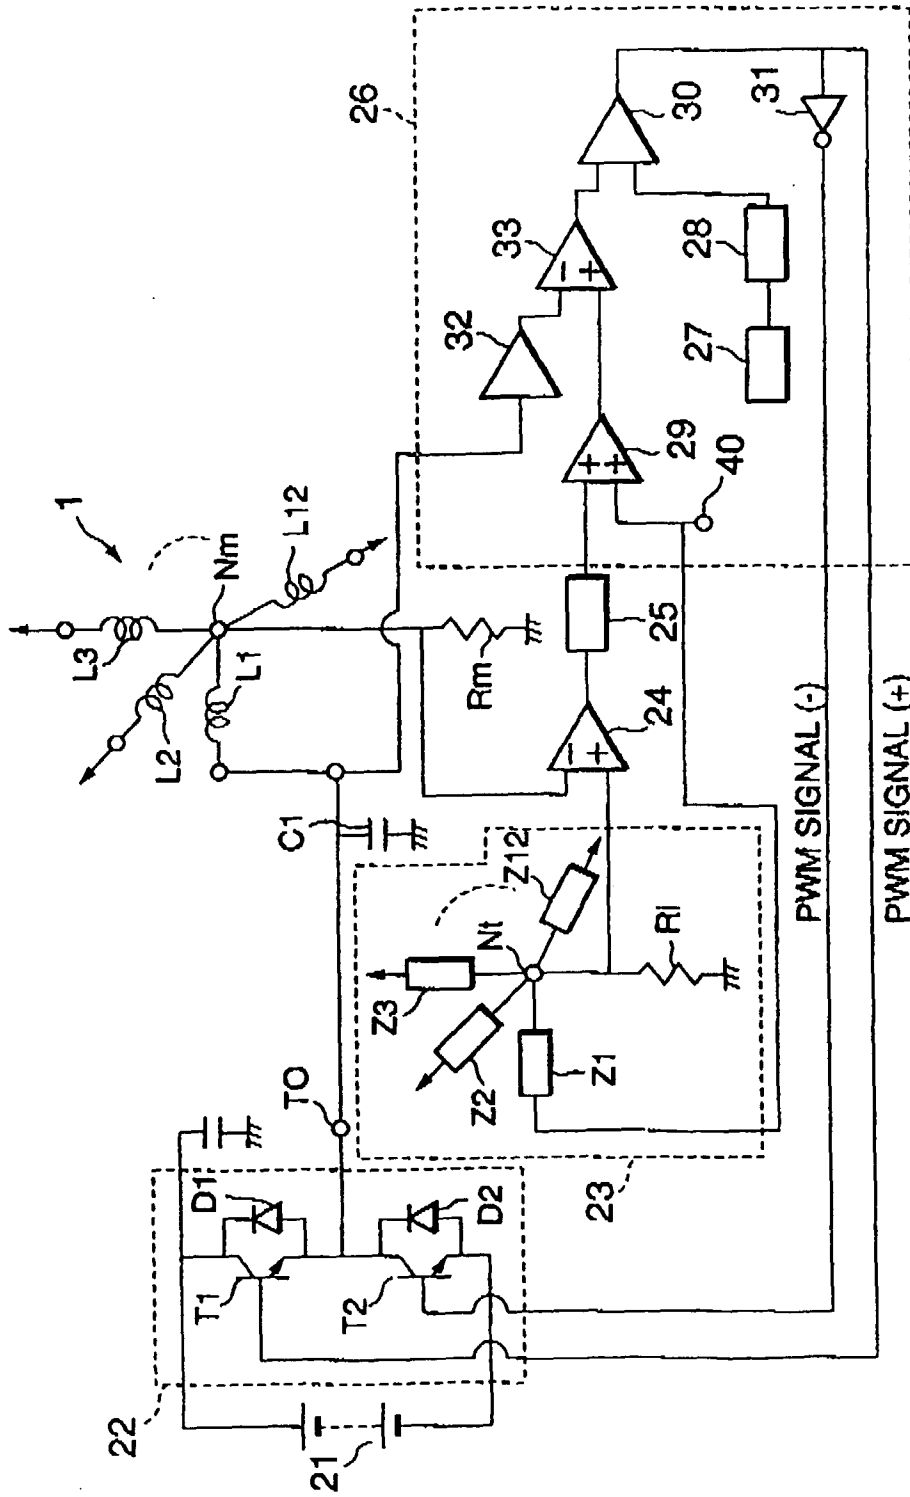 1
L3
L2
Nm
L12
L1
22
D1
T1
TO
C1
21
T2
D2
26
Z3
Z2
Nt
Z12
Z1
Ri
23
Rm
32
33
30
24
25
29
40
27
28
31
PWM SIGNAL (-)
PWM SIGNAL (+)